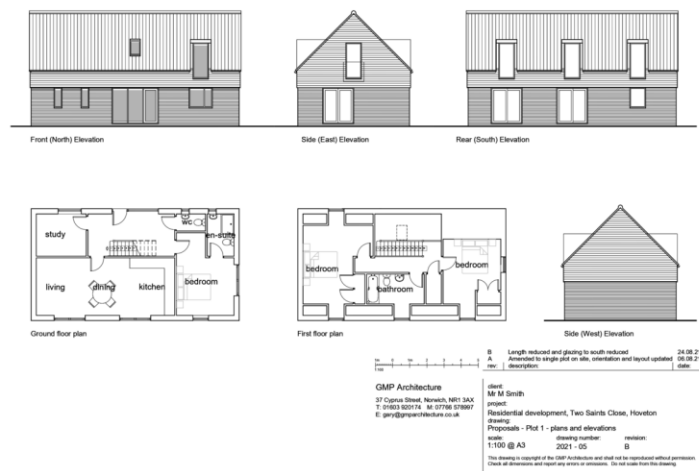 Front (North) Elevation
Side (East) Elevation
Rear (South) Elevation
study
wc
en-suite
living
dining
kitchen
bedroom
Ground floor plan
bedroom
bathroom
bedroom
First floor plan
Side (West) Elevation
B Length reduced and glazing to south reduced 24.08.2
A Amended to single plot on site, orientation and layout updated 06.08.2
rev: description: date:
GMP Architecture
37 Cyprus Street, Norwich, NR1 3AX
T: 01603 920174 M: 07766 578997
E: gary@gmparchitecture.co.uk
client:
Mr M Smith
project:
Residential development, Two Saints Close, Hoveton
drawing:
Proposals - Plot 1 - plans and elevations
scale: drawing number: revision:
1:100 @ A3 2021 - 05 B
This drawing is copyright of the GMP Architecture and shall not be reproduced without permission.
Check all dimensions and report any errors or omissions. Do not scale from this drawing